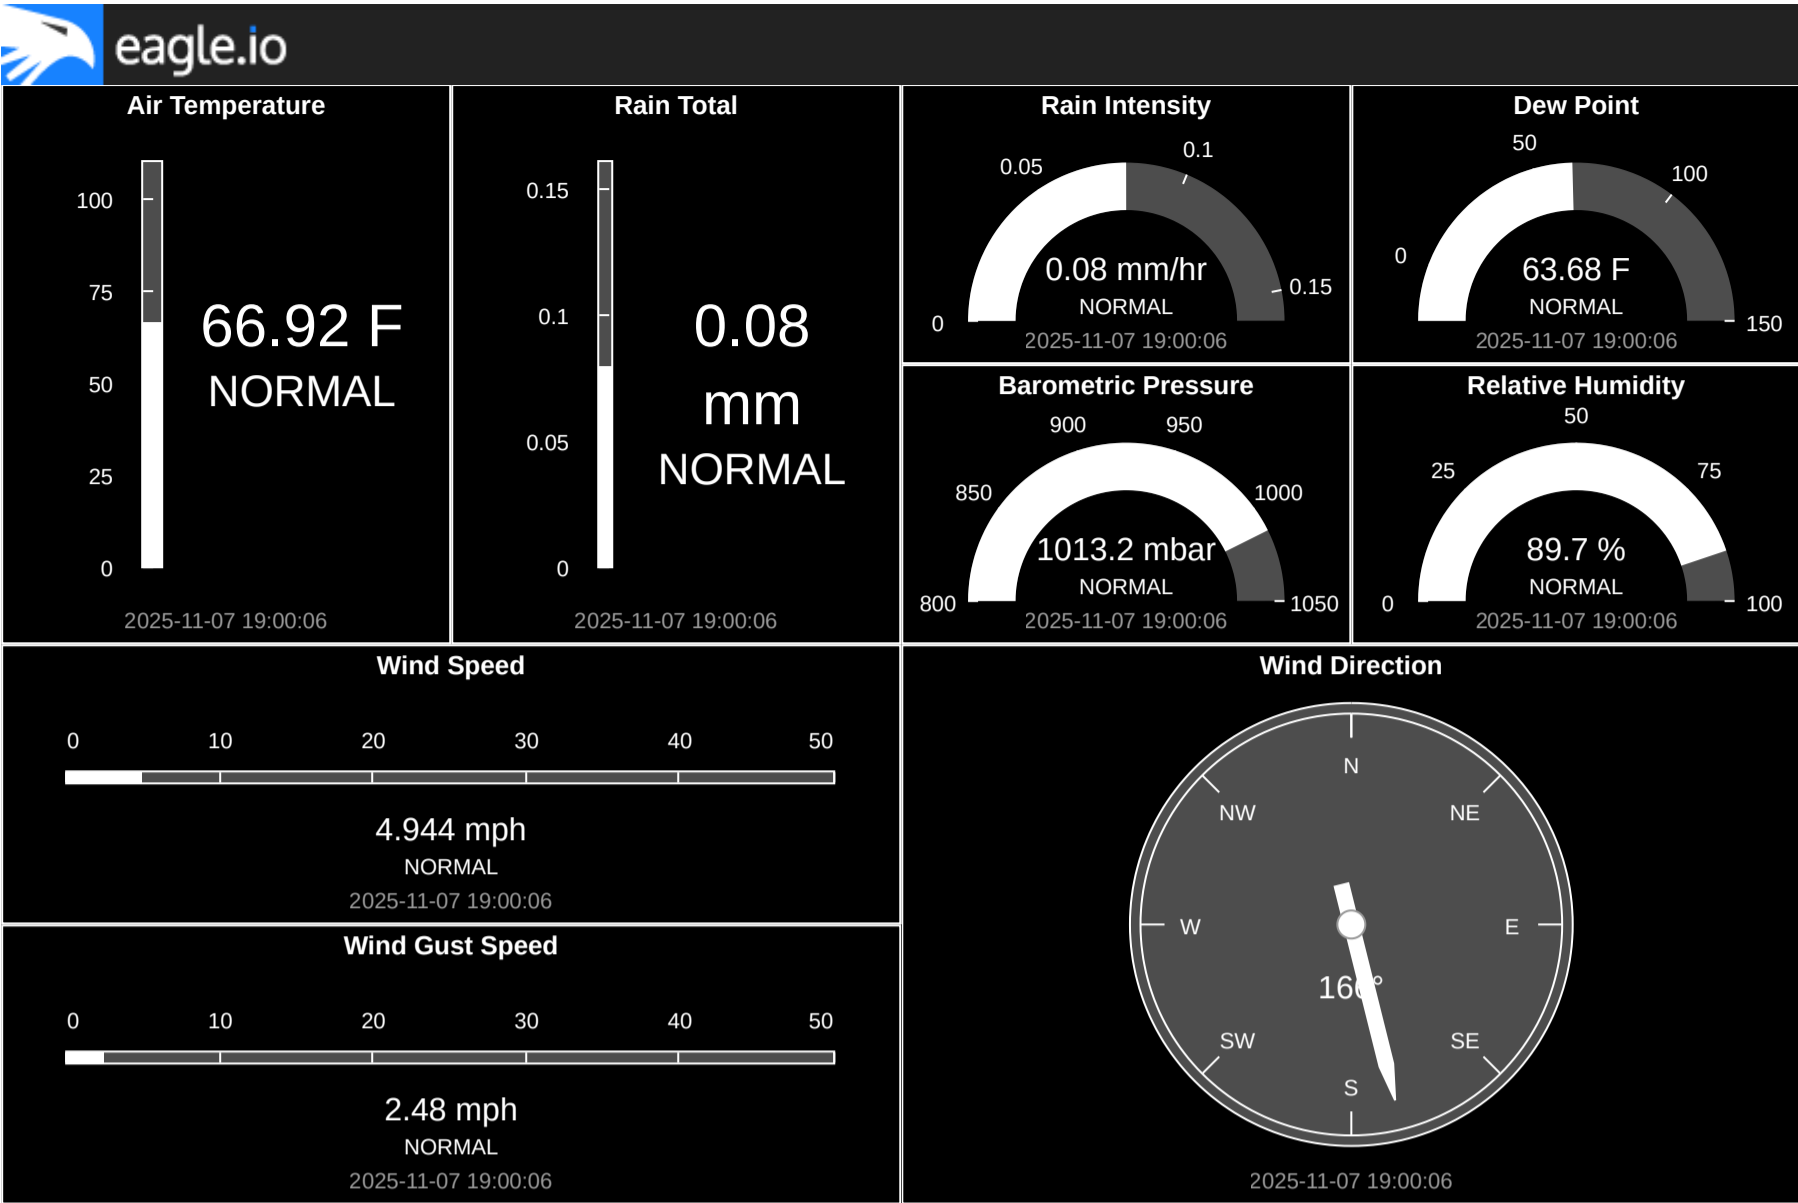 eagle.io
Air Temperature
100
75
50
25
0
66.92 F
NORMAL
2025-11-07 19:00:06
Rain Total
0.15
0.1
0.05
0
0.08
mm
NORMAL
2025-11-07 19:00:06
Rain Intensity
0
0.05
0.1
0.15
0.08 mm/hr
NORMAL
2025-11-07 19:00:06
Dew Point
0
50
100
150
63.68 F
NORMAL
2025-11-07 19:00:06
Barometric Pressure
800
850
900
950
1000
1050
1013.2 mbar
NORMAL
2025-11-07 19:00:06
Relative Humidity
0
25
50
75
100
89.7 %
NORMAL
2025-11-07 19:00:06
Wind Speed
0 10 20 30 40 50
4.944 mph
NORMAL
2025-11-07 19:00:06
Wind Gust Speed
0 10 20 30 40 50
2.48 mph
NORMAL
2025-11-07 19:00:06
Wind Direction
N
NW NE
W E
SW SE
S
2025-11-07 19:00:06